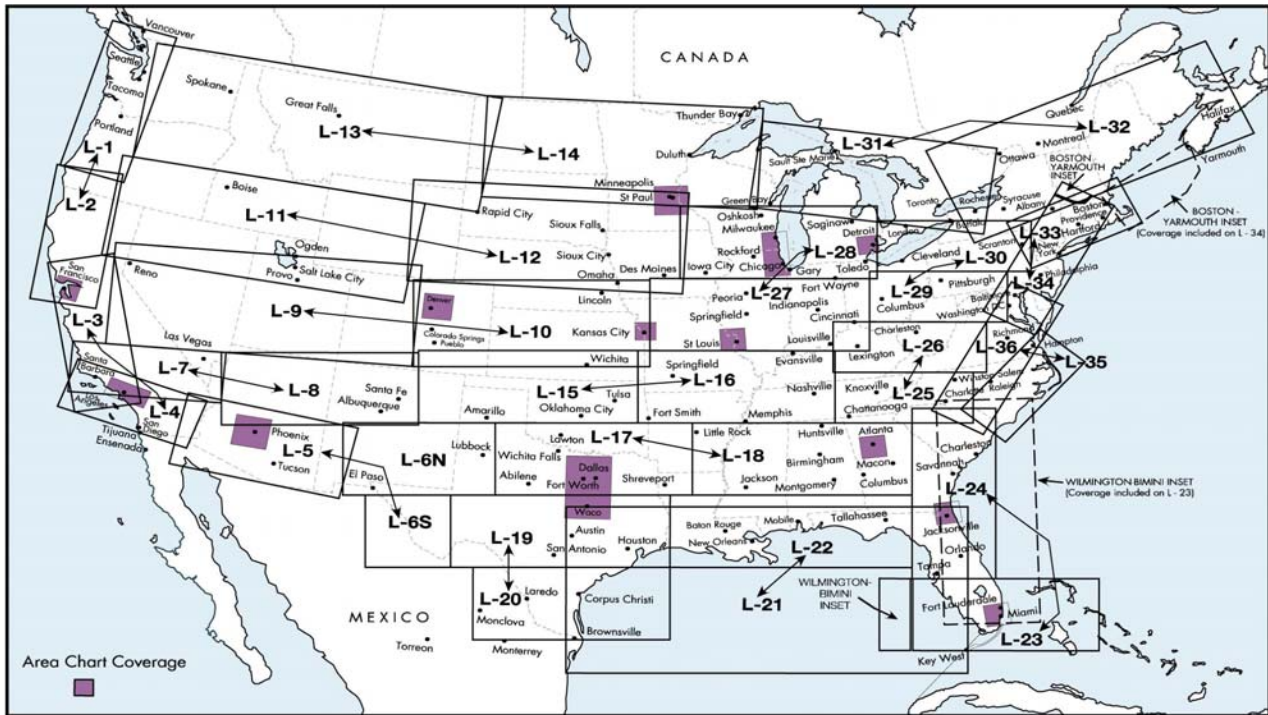 Vancouver
Seattle
Tacoma
Portland
L-1
L-2
Spokane
Great Falls
L-13
L-14
CANADA
Thunder Bay
Duluth
Sault Ste Marie
L-31
L-32
Quebec
Montreal
Ottawa
Halifax
Yarmouth
BOSTON-
YARMOUTH
INSET
BOSTON -
YARMOUTH INSET
(Coverage included on L - 34)
Boise
L-11
Rapid City
Minneapolis
St Paul
Green Bay
Oshkosh
Milwaukee
Saginaw
Toronto
Rochester
Syracuse
Albany
Buffalo
Boston
Providence
Hartford
Ogden
Salt Lake City
Provo
L-12
Sioux Falls
Sioux City
Omaha
Des Moines
Iowa City
Rockford
Chicago
Gary
L-28
Detroit
London
Toledo
Cleveland
Scranton
L-30
L-33
New
York
Philadelphia
San
Francisco
Reno
L-9
L-10
Denver
Colorado Springs
Pueblo
Lincoln
Kansas City
Peoria
L-27
Fort Wayne
Springfield
Indianapolis
L-29
Columbus
Pittsburgh
L-34
Washington DC
L-3
Las Vegas
St Louis
Cincinnati
Louisville
Charleston
Lexington
L-26
Richmond
L-36
Hampton
L-35
Santa
Barbara
Los
Angeles
L-7
L-8
Santa Fe
Albuquerque
Wichita
L-15
Tulsa
Oklahoma City
Amarillo
Springfield
L-16
Fort Smith
Evansville
Nashville
Memphis
Knoxville
Chattanooga
L-25
Winston Salem
Charlotte
Raleigh
L-4
San
Diego
Tijuana
Ensenada
Phoenix
L-5
Tucson
El Paso
L-6N
Lubbock
Lawton
Wichita Falls
Abilene
L-17
Little Rock
L-18
Huntsville
Birmingham
Atlanta
Macon
Columbus
Charleston
Savannah
L-6S
Dallas
Fort Worth
Waco
Shreveport
Jackson
Montgomery
L-24
WILMINGTON-BIMINI INSET
(Coverage included on L - 23)
L-19
Austin
San Antonio
Houston
Baton Rouge
New Orleans
Mobile
Tallahassee
L-22
Jacksonville
Orlando
Tampa
L-20
Laredo
Monclova
Corpus Christi
L-21
WILMINGTON-
BIMINI
INSET
Fort Lauderdale
Miami
L-23
MEXICO
Torreon
Monterrey
Brownsville
Key West
Area Chart Coverage